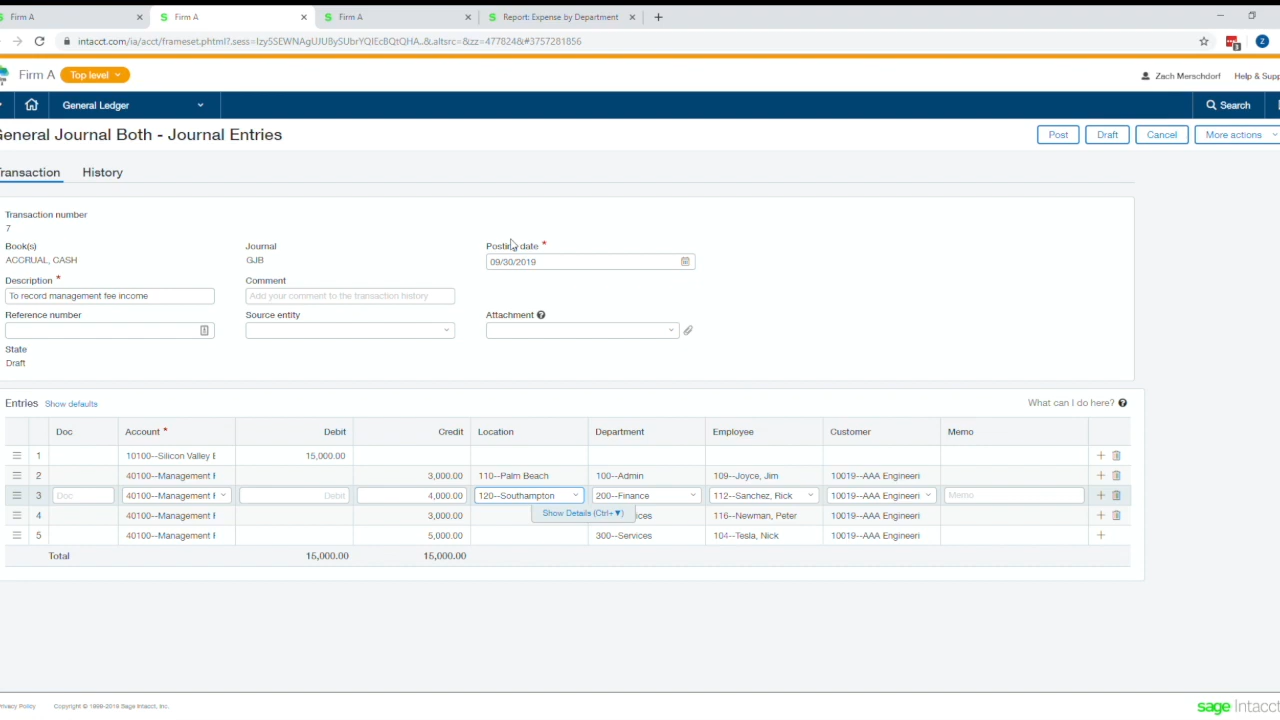 Firm A
Firm A
Firm A
Report: Expense by Department
intacct.com/ia/acct/frameset.phtml?.sess=
Firm A Top level
Zach Merschdorf Help & Supp
General Ledger
Search
General Journal Both - Journal Entries
Post Draft Cancel More actions
Transaction History
Transaction number
7
Book(s) Journal Posting date *
ACCRUAL, CASH GJB 09/30/2019
Description * Comment
To record management fee income Add your comment to the transaction history
Reference number Source entity Attachment
State
Draft
Entries Show defaults What can I do here?
Doc Account * Debit Credit Location Department Employee Customer Memo
1 10100--Silicon Valley 15,000.00
2 40100--Management F 3,000.00 110--Palm Beach 100--Admin 109--Joyce, Jim 10019--AAA Engineeri
3 Doc 40100--Management F Debit 4,000.00 120--Southampton 200--Finance 112--Sanchez, Rick 10019--AAA Engineeri Memo
Show Details (Ctrl+▼)
4 40100--Management F 3,000.00 ices 116--Newman, Peter 10019--AAA Engineeri
5 40100--Management F 5,000.00 300--Services 104--Tesla, Nick 10019--AAA Engineeri
Total 15,000.00 15,000.00
Privacy Policy Copyright © 1999-2019 Sage Intacct, Inc.
sage Intacct